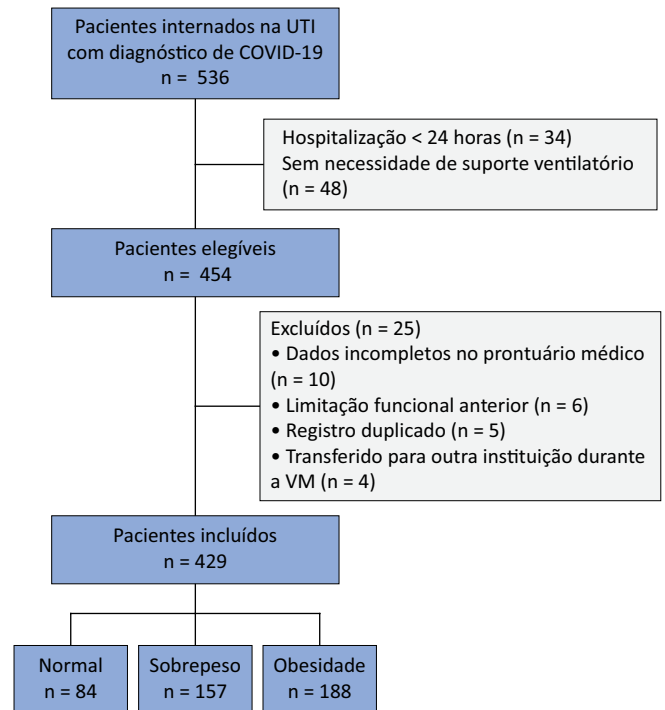 Pacientes internados na UTI
com diagnóstico de COVID-19
n = 536
Hospitalização < 24 horas (n = 34)
Sem necessidade de suporte ventilatório
(n = 48)
Pacientes elegíveis
n = 454
Excluídos (n = 25)
• Dados incompletos no prontuário médico
(n = 10)
• Limitação funcional anterior (n = 6)
• Registro duplicado (n = 5)
• Transferido para outra instituição durante
a VM (n = 4)
Pacientes incluídos
n = 429
Normal
n = 84
Sobrepeso
n = 157
Obesidade
n = 188